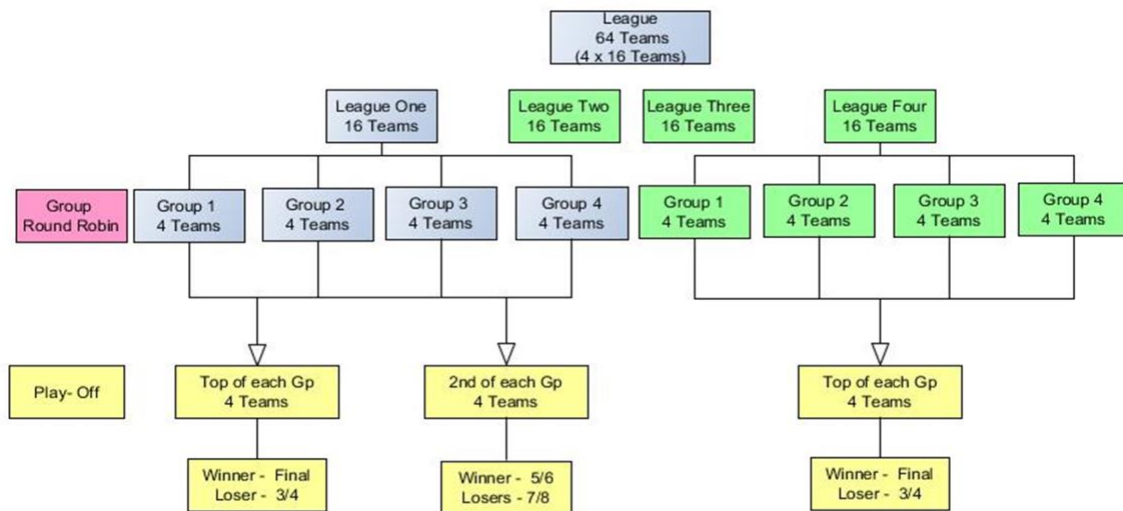 League
64 Teams
(4 x 16 Teams)
League One
16 Teams
League Two
16 Teams
League Three
16 Teams
League Four
16 Teams
Group
Round Robin
Group 1
4 Teams
Group 2
4 Teams
Group 3
4 Teams
Group 4
4 Teams
Group 1
4 Teams
Group 2
4 Teams
Group 3
4 Teams
Group 4
4 Teams
Play- Off
Top of each Gp
4 Teams
2nd of each Gp
4 Teams
Top of each Gp
4 Teams
Winner - Final
Loser - 3/4
Winner - 5/6
Losers - 7/8
Winner - Final
Loser - 3/4